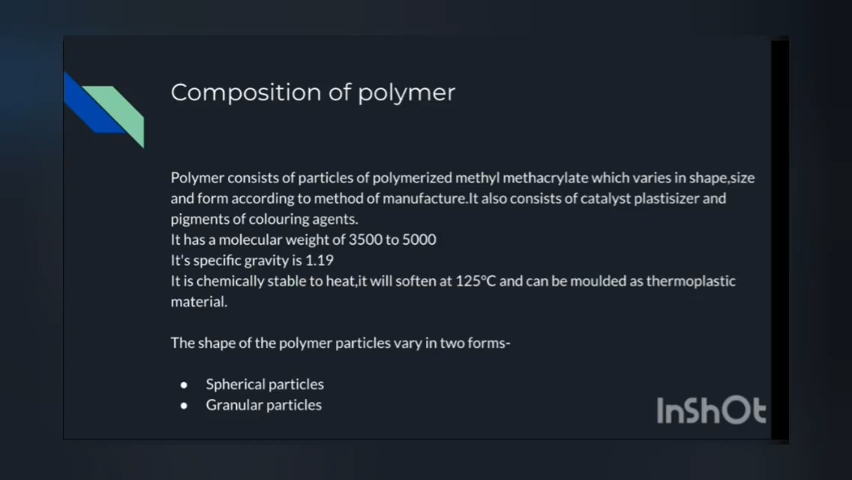 Composition of polymer
Polymer consists of particles of polymerized methyl methacrylate which varies in shape,size
and form according to method of manufacture.It also consists of catalyst plastisizer and
pigments of colouring agents.
It has a molecular weight of 3500 to 5000
It's specific gravity is 1.19
It is chemically stable to heat,it will soften at 125°C and can be moulded as thermoplastic
material.
The shape of the polymer particles vary in two forms-
● Spherical particles
● Granular particles
InShOt